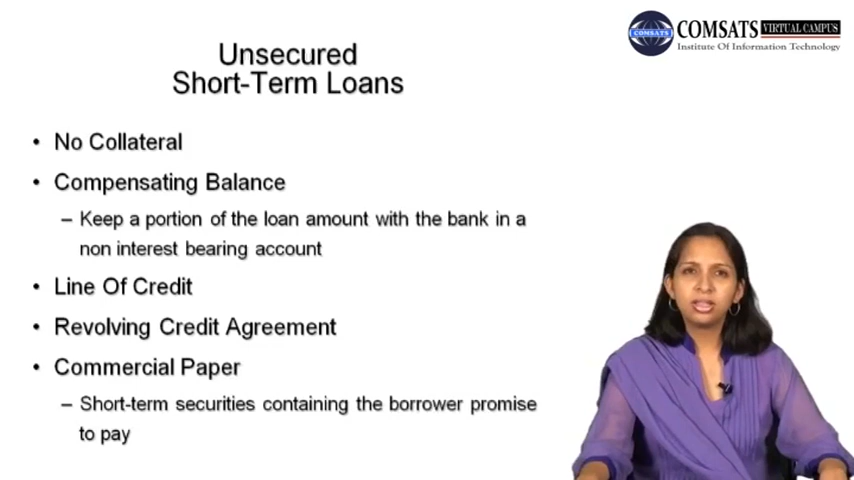 COMSATS
COMSATS VIRTUAL CAMPUS
Institute Of Information Technology
Unsecured
Short-Term Loans
• No Collateral
• Compensating Balance
– Keep a portion of the loan amount with the bank in a
non interest bearing account
• Line Of Credit
• Revolving Credit Agreement
• Commercial Paper
– Short-term securities containing the borrower promise
to pay